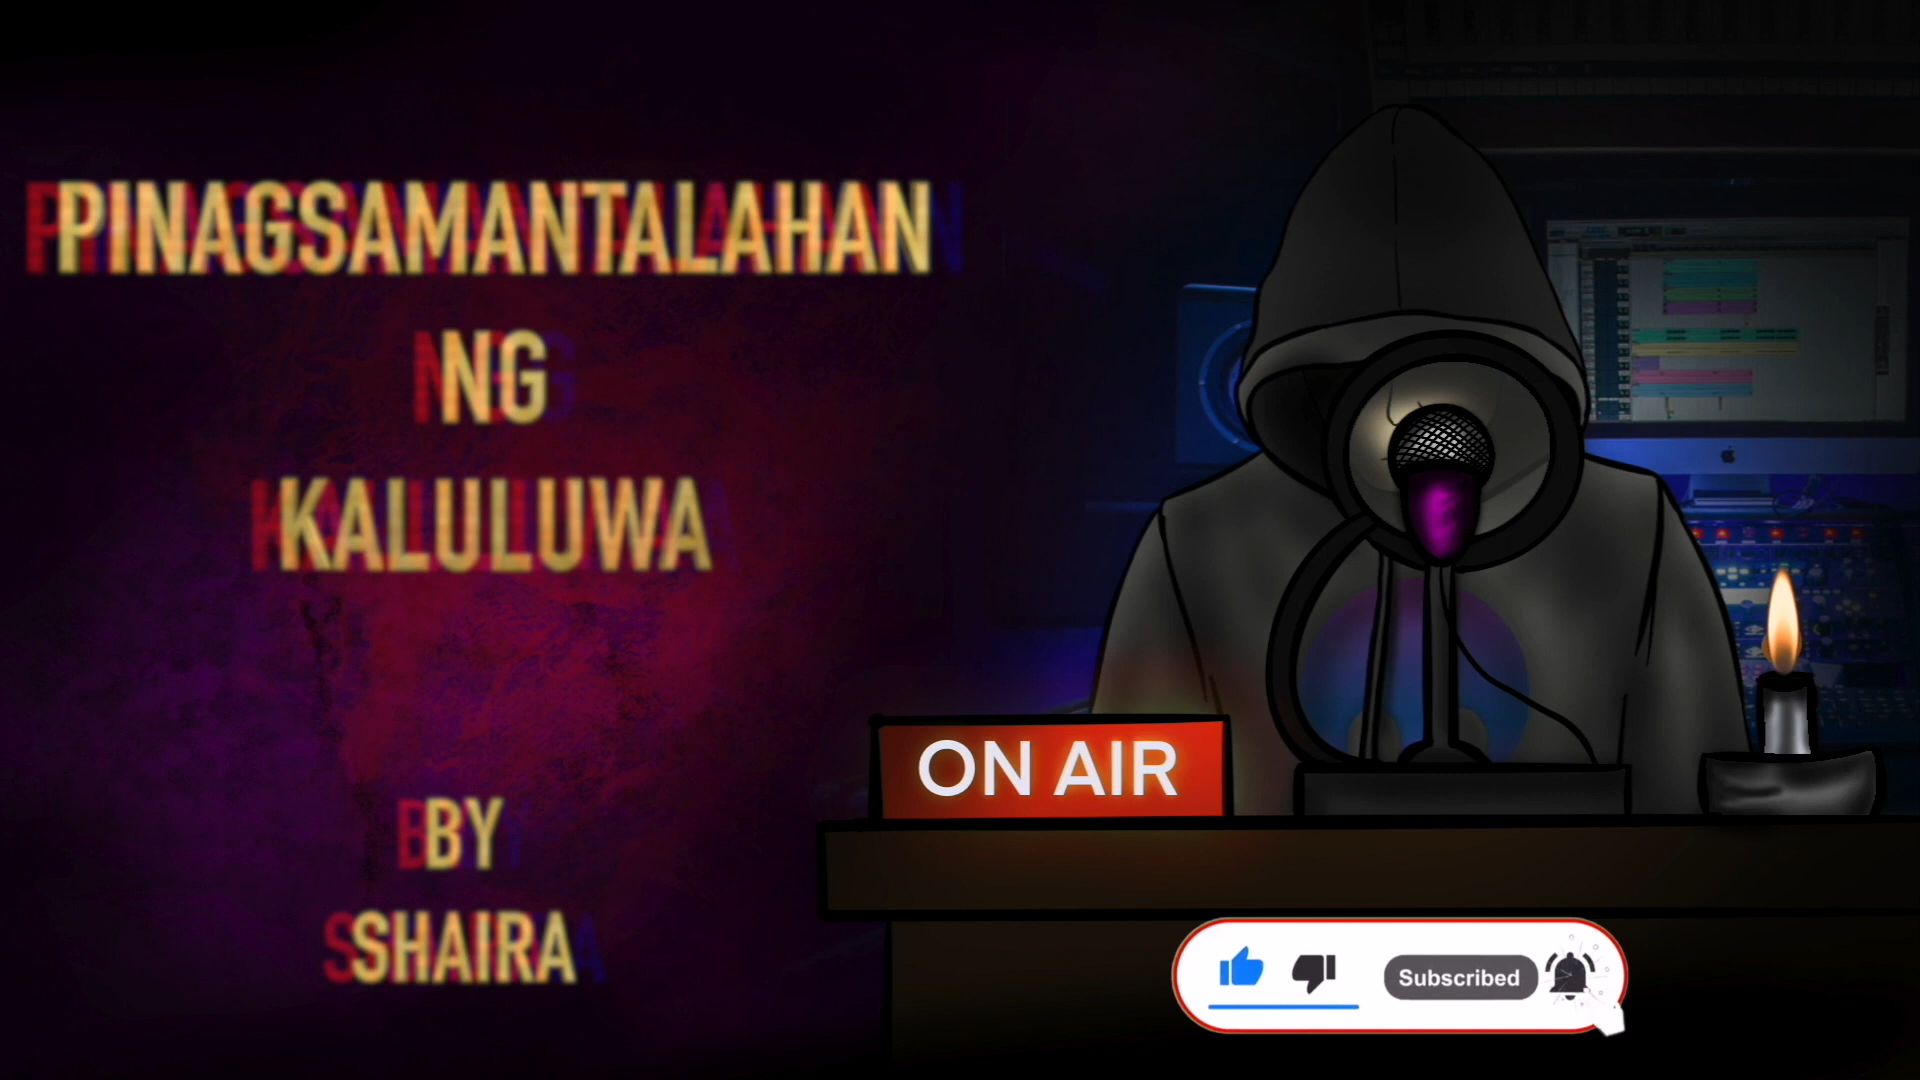 PINAGSAMANTALAHAN
NG
KALULUWA
BY
SHAIRA
ON AIR
Subscribed